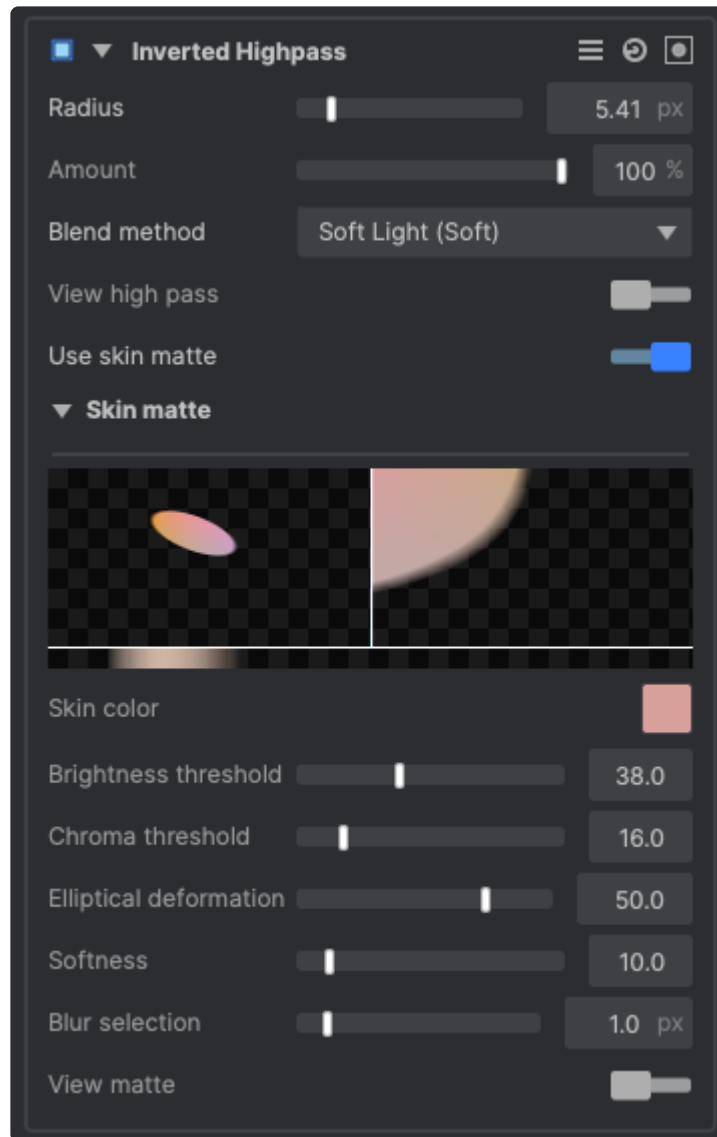 Inverted Highpass
Radius 5.41 px
Amount 100 %
Blend method Soft Light (Soft)
View high pass
Use skin matte
Skin matte
Skin color
Brightness threshold 38.0
Chroma threshold 16.0
Elliptical deformation 50.0
Softness 10.0
Blur selection 1.0 px
View matte